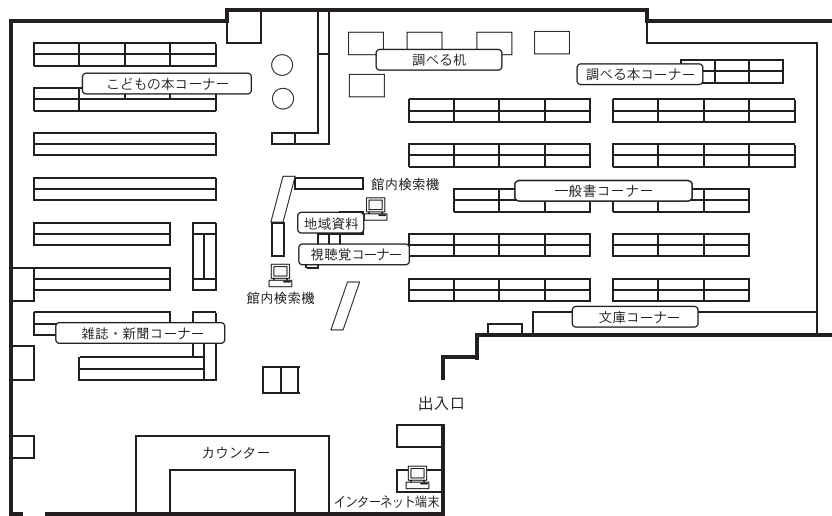 調べる机
調べる本コーナー
こどもの本コーナー
館内検索機
一般書コーナー
地域資料
視聴覚コーナー
館内検索機
文庫コーナー
雑誌・新聞コーナー
出入口
カウンター
インターネット端末